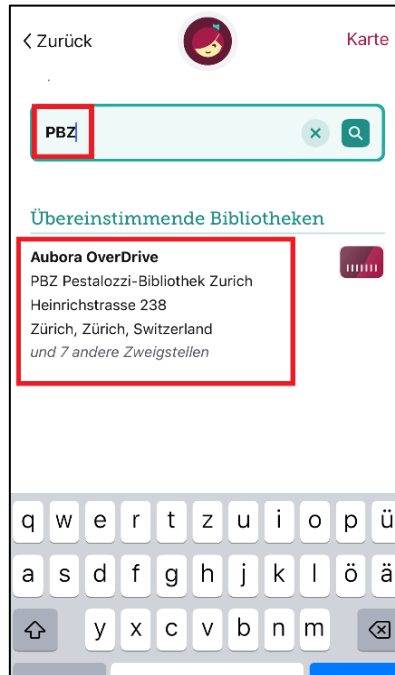 Zurück
Karte
PBZ
Übereinstimmende Bibliotheken
Aubora OverDrive
PBZ Pestalozzi-Bibliothek Zurich
Heinrichstrasse 238
Zürich, Zürich, Switzerland
und 7 andere Zweigstellen
q w e r t z u i o p ü
a s d f g h j k l ö ä
y x c v b n m